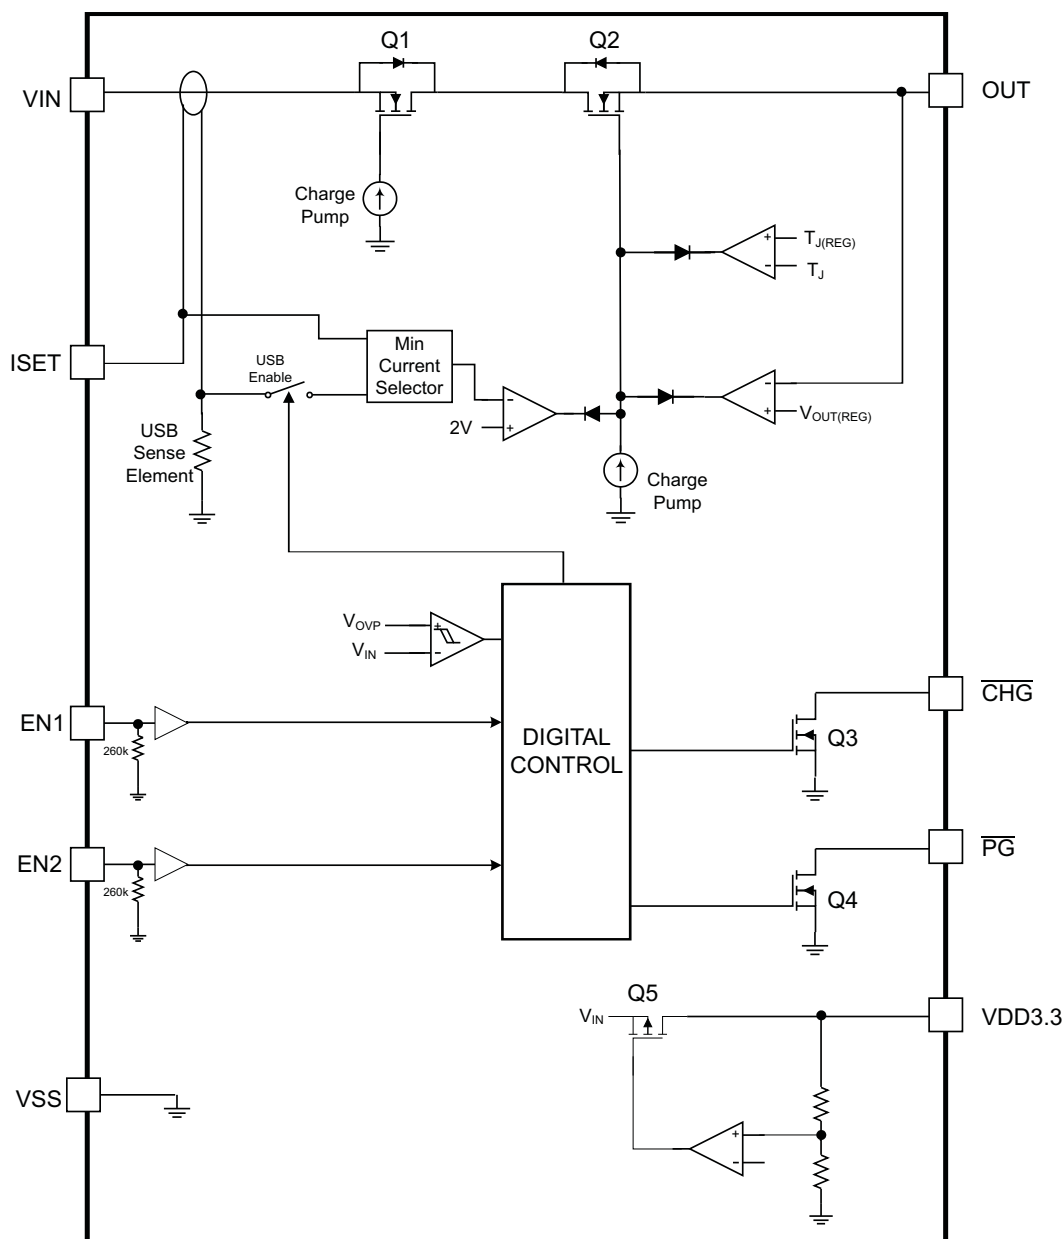 Q1
Q2
VIN
OUT
Charge
Pump
TJ(REG)
TJ
ISET
USB
Enable
Min
Current
Selector
2V
VOUT(REG)
USB
Sense
Element
Charge
Pump
VOVP
VIN
EN1
260k
DIGITAL
CONTROL
CHG
Q3
EN2
260k
PG
Q4
Q5
VIN
VDD3.3
VSS